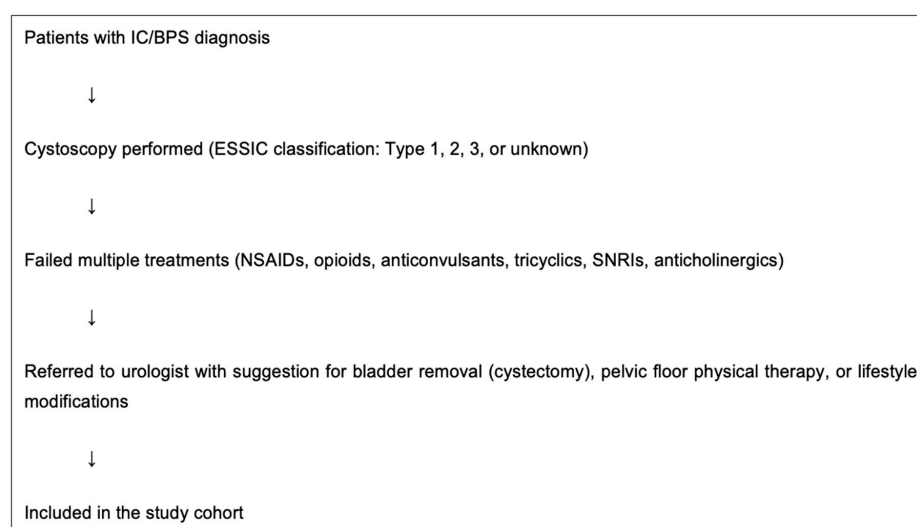 Patients with IC/BPS diagnosis
↓
Cystoscopy performed (ESSIC classification: Type 1, 2, 3, or unknown)
↓
Failed multiple treatments (NSAIDs, opioids, anticonvulsants, tricyclics, SNRIs, anticholinergics)
↓
Referred to urologist with suggestion for bladder removal (cystectomy), pelvic floor physical therapy, or lifestyle
modifications
↓
Included in the study cohort